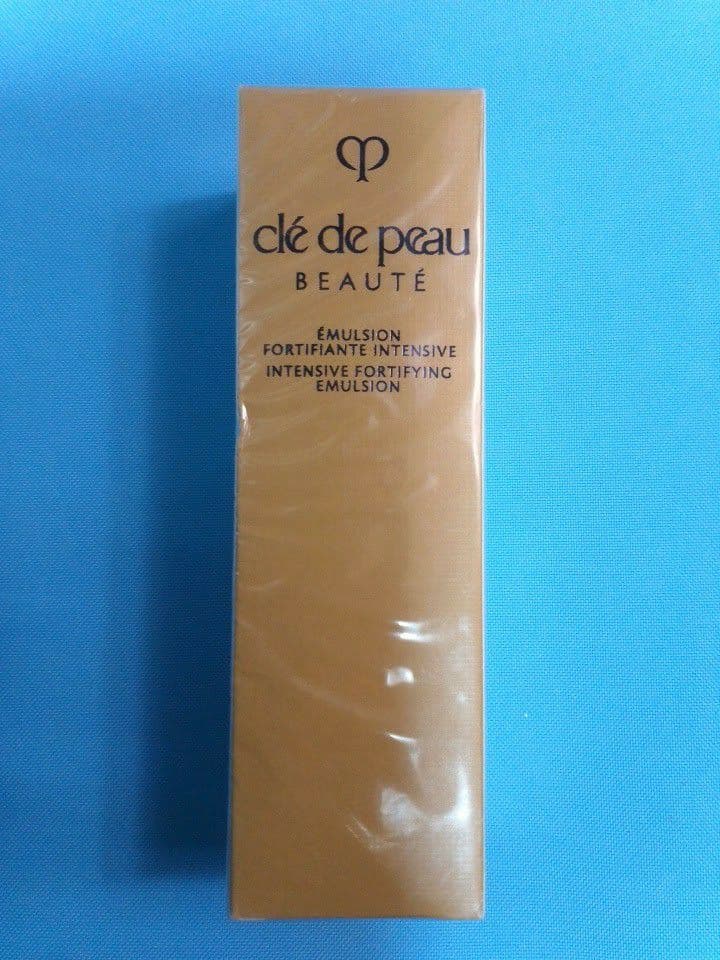 clé de peau
BEAUTÉ
ÉMULSION
FORTIFIANTE INTENSIVE
INTENSIVE FORTIFYING
EMULSION